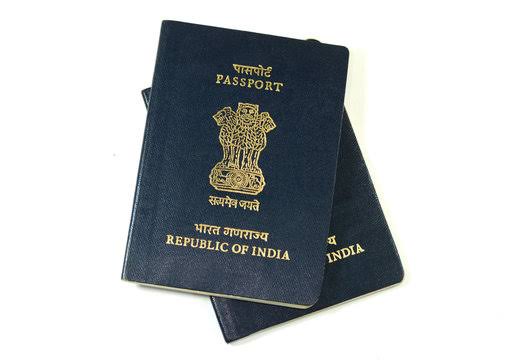 पासपोर्ट
PASSPORT
सत्यमेव जयते
भारत गणराज्य
REPUBLIC OF INDIA
INDIA